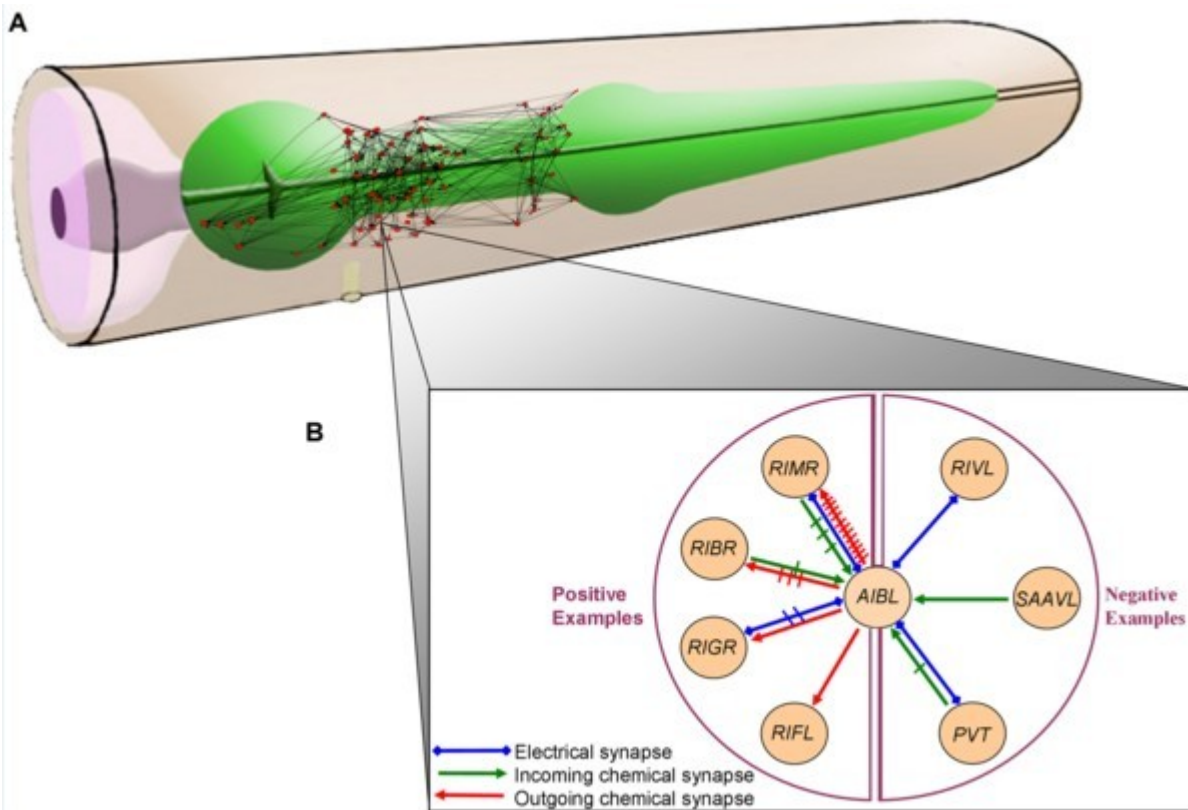 A
B
RIMR
RIVL
RIBR
Positive
Examples
AIBL
SAAVL
Negative
Examples
RIGR
RIFL
PVT
Electrical synapse
Incoming chemical synapse
Outgoing chemical synapse